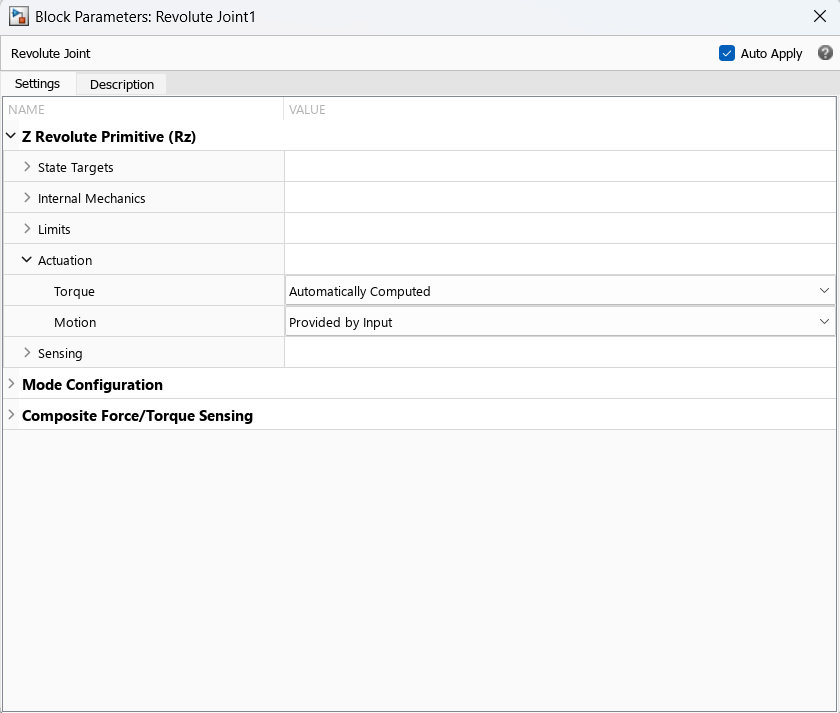 Block Parameters: Revolute Joint1
Revolute Joint
Auto Apply
?
Settings Description
NAME VALUE
Z Revolute Primitive (Rz)
State Targets
Internal Mechanics
Limits
Actuation
Torque Automatically Computed
Motion Provided by Input
Sensing
Mode Configuration
Composite Force/Torque Sensing